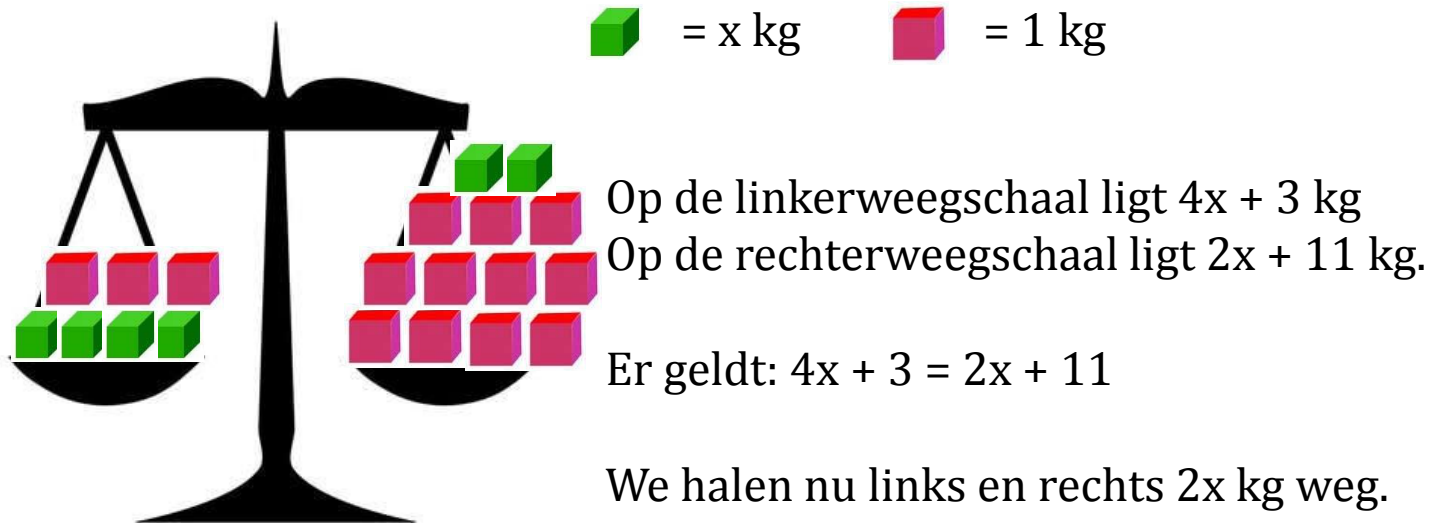 = x kg = 1 kg
Op de linkerweegschaal ligt 4x + 3 kg
Op de rechterweegschaal ligt 2x + 11 kg.
Er geldt: 4x + 3 = 2x + 11
We halen nu links en rechts 2x kg weg.